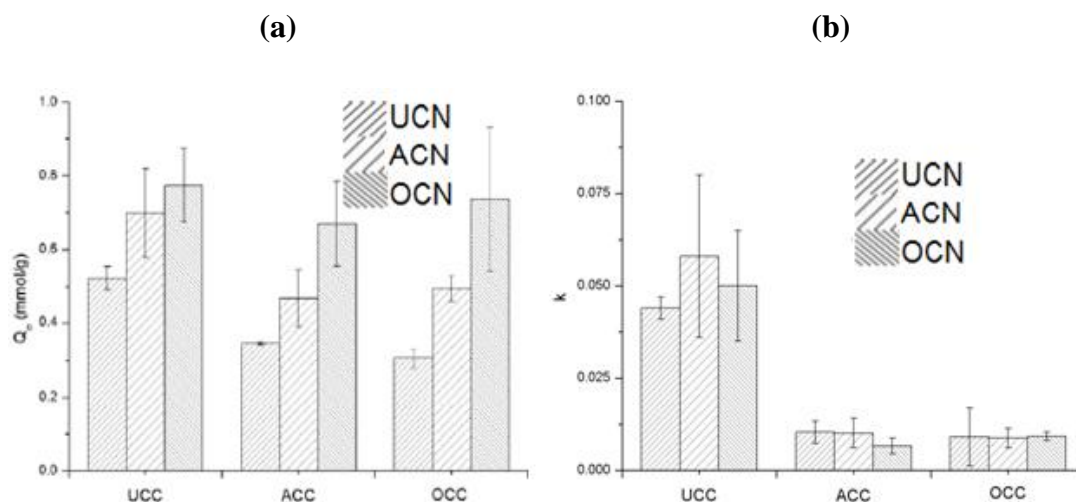 (a)
(b)
1.0
0.8
0.6
0.4
0.2
0.0
UCN
ACN
OCN
(mmol/g)
UCC
ACC
OCC
0.100
0.075
0.050
0.025
0.000
k
UCN
ACN
OCN
UCC
ACC
OCC